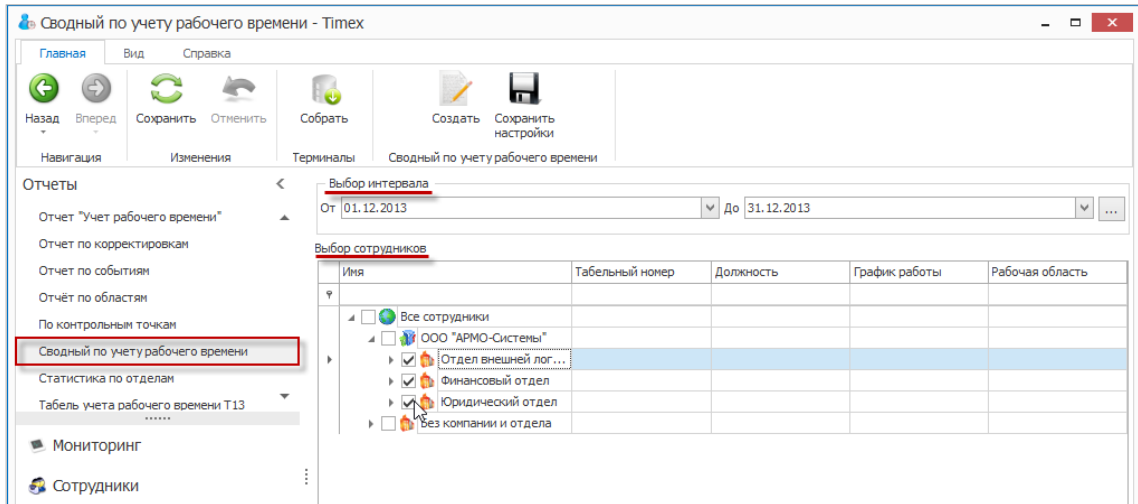 Сводный по учету рабочего времени - Timex
Главная Вид Справка
Назад Вперед Сохранить Отменить Собрать Создать Сохранить
настройки
Навигация Изменения Терминалы Сводный по учету рабочего времени
Отчеты
Отчет "Учет рабочего времени"
Отчет по корректировкам
Отчет по событиям
Отчёт по областям
По контрольным точкам
Сводный по учету рабочего времени
Статистика по отделам
Табель учета рабочего времени Т13
Мониторинг
Сотрудники
Выбор интервала
От 01.12.2013 До 31.12.2013 ...
Выбор сотрудников
Имя Табельный номер Должность График работы Рабочая область
Все сотрудники
ООО "АРМО-Системы"
Отдел внешней лог...
Финансовый отдел
Юридический отдел
Без компании и отдела